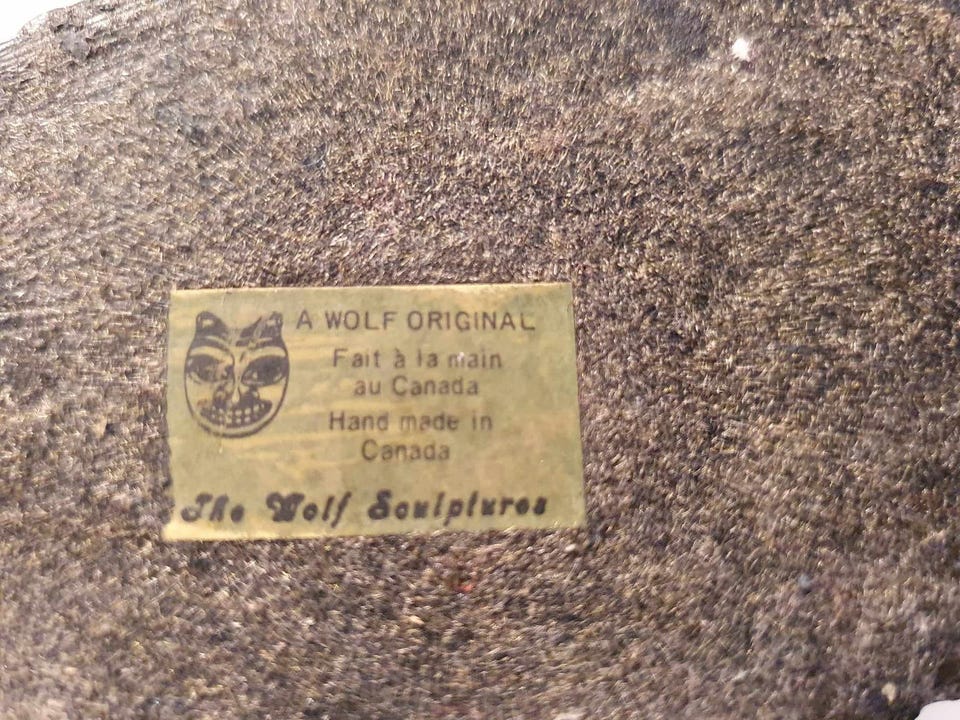 A WOLF ORIGINAL
Fait à la main
au Canada
Hand made in
Canada
The Wolf Sculptures